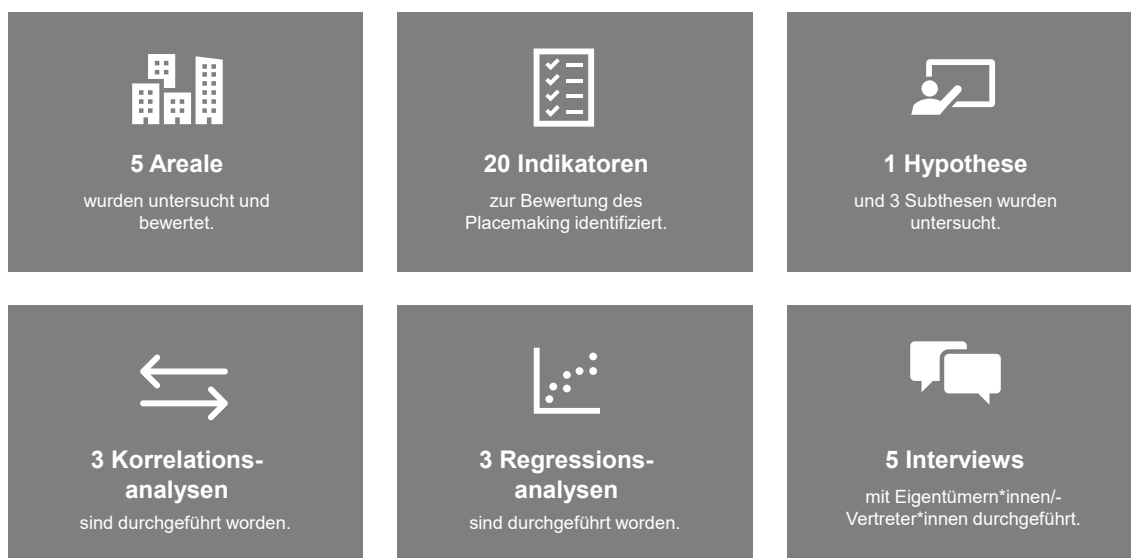 5 Areale
wurden untersucht und
bewertet.
20 Indikatoren
zur Bewertung des
Placemaking identifiziert.
1 Hypothese
und 3 Subthesen wurden
untersucht.
3 Korrelations-
analysen
sind durchgeführt worden.
3 Regressions-
analysen
sind durchgeführt worden.
5 Interviews
mit Eigentümern*innen/-
Vertreter*innen durchgeführt.